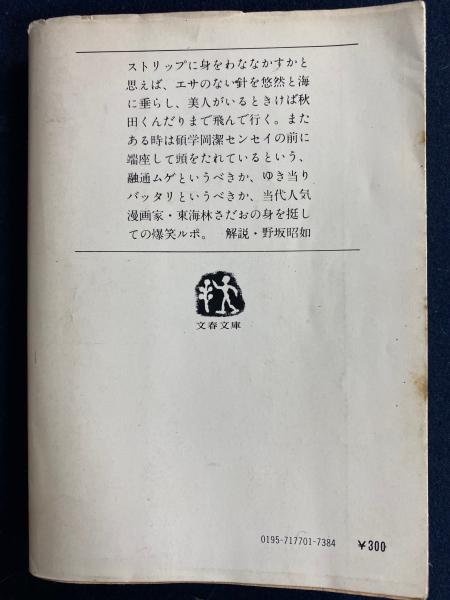 ストリップに身をわななかすかと
思えば、エサのない針を悠然と海
に垂らし、美人がいるときけば秋
田くんだりまで飛んで行く。また
ある時は碩学岡潔センセイの前に
端座して頭をたれているという、
融通ムゲというべきか、ゆき当り
バッタリというべきか、当代人気
漫画家・東海林さだおの身を挺し
ての爆笑ルポ。 解説・野坂昭如
文春文庫
0195-717701-7384 ￥300